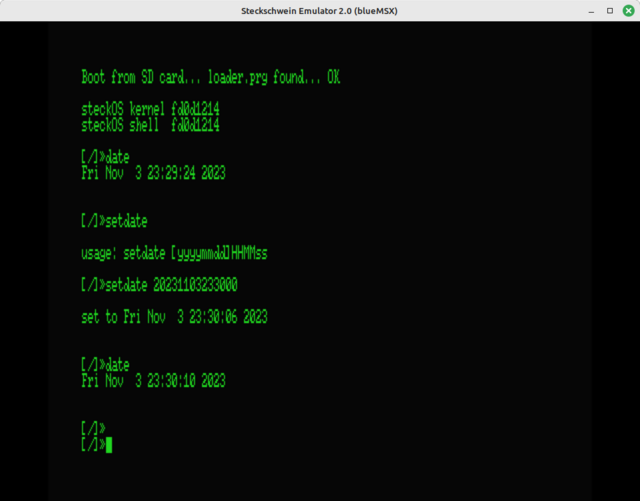 Steckschwein Emulator 2.0 (blueMSX)
Boot from SD card... loader.prg found... OK
steckOS kernel fd0d1214
steckOS shell  fd0d1214
[/]»date
Fri Nov  3 23:29:24 2023
[/]»setdate
usage: setdate [yyyymmdd]HHMMss
[/]»setdate 20231103233000
set to Fri Nov  3 23:30:06 2023
[/]»date
Fri Nov  3 23:30:10 2023
[/]»
[/]»